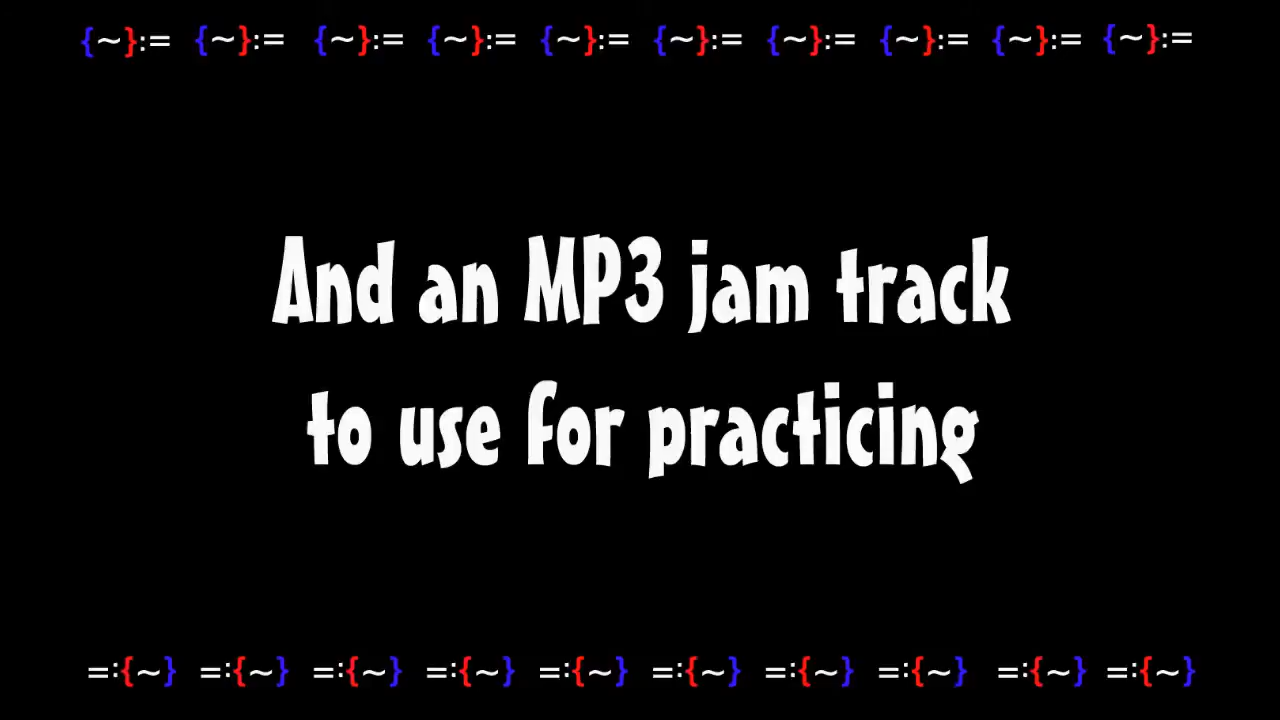 {~}:= {~}:= {~}:= {~}:= {~}:= {~}:= {~}:= {~}:= {~}:= {~}:=
And an MP3 jam track
to use for practicing
=:{~} =:{~} =:{~} =:{~} =:{~} =:{~} =:{~} =:{~} =:{~} =:{~}